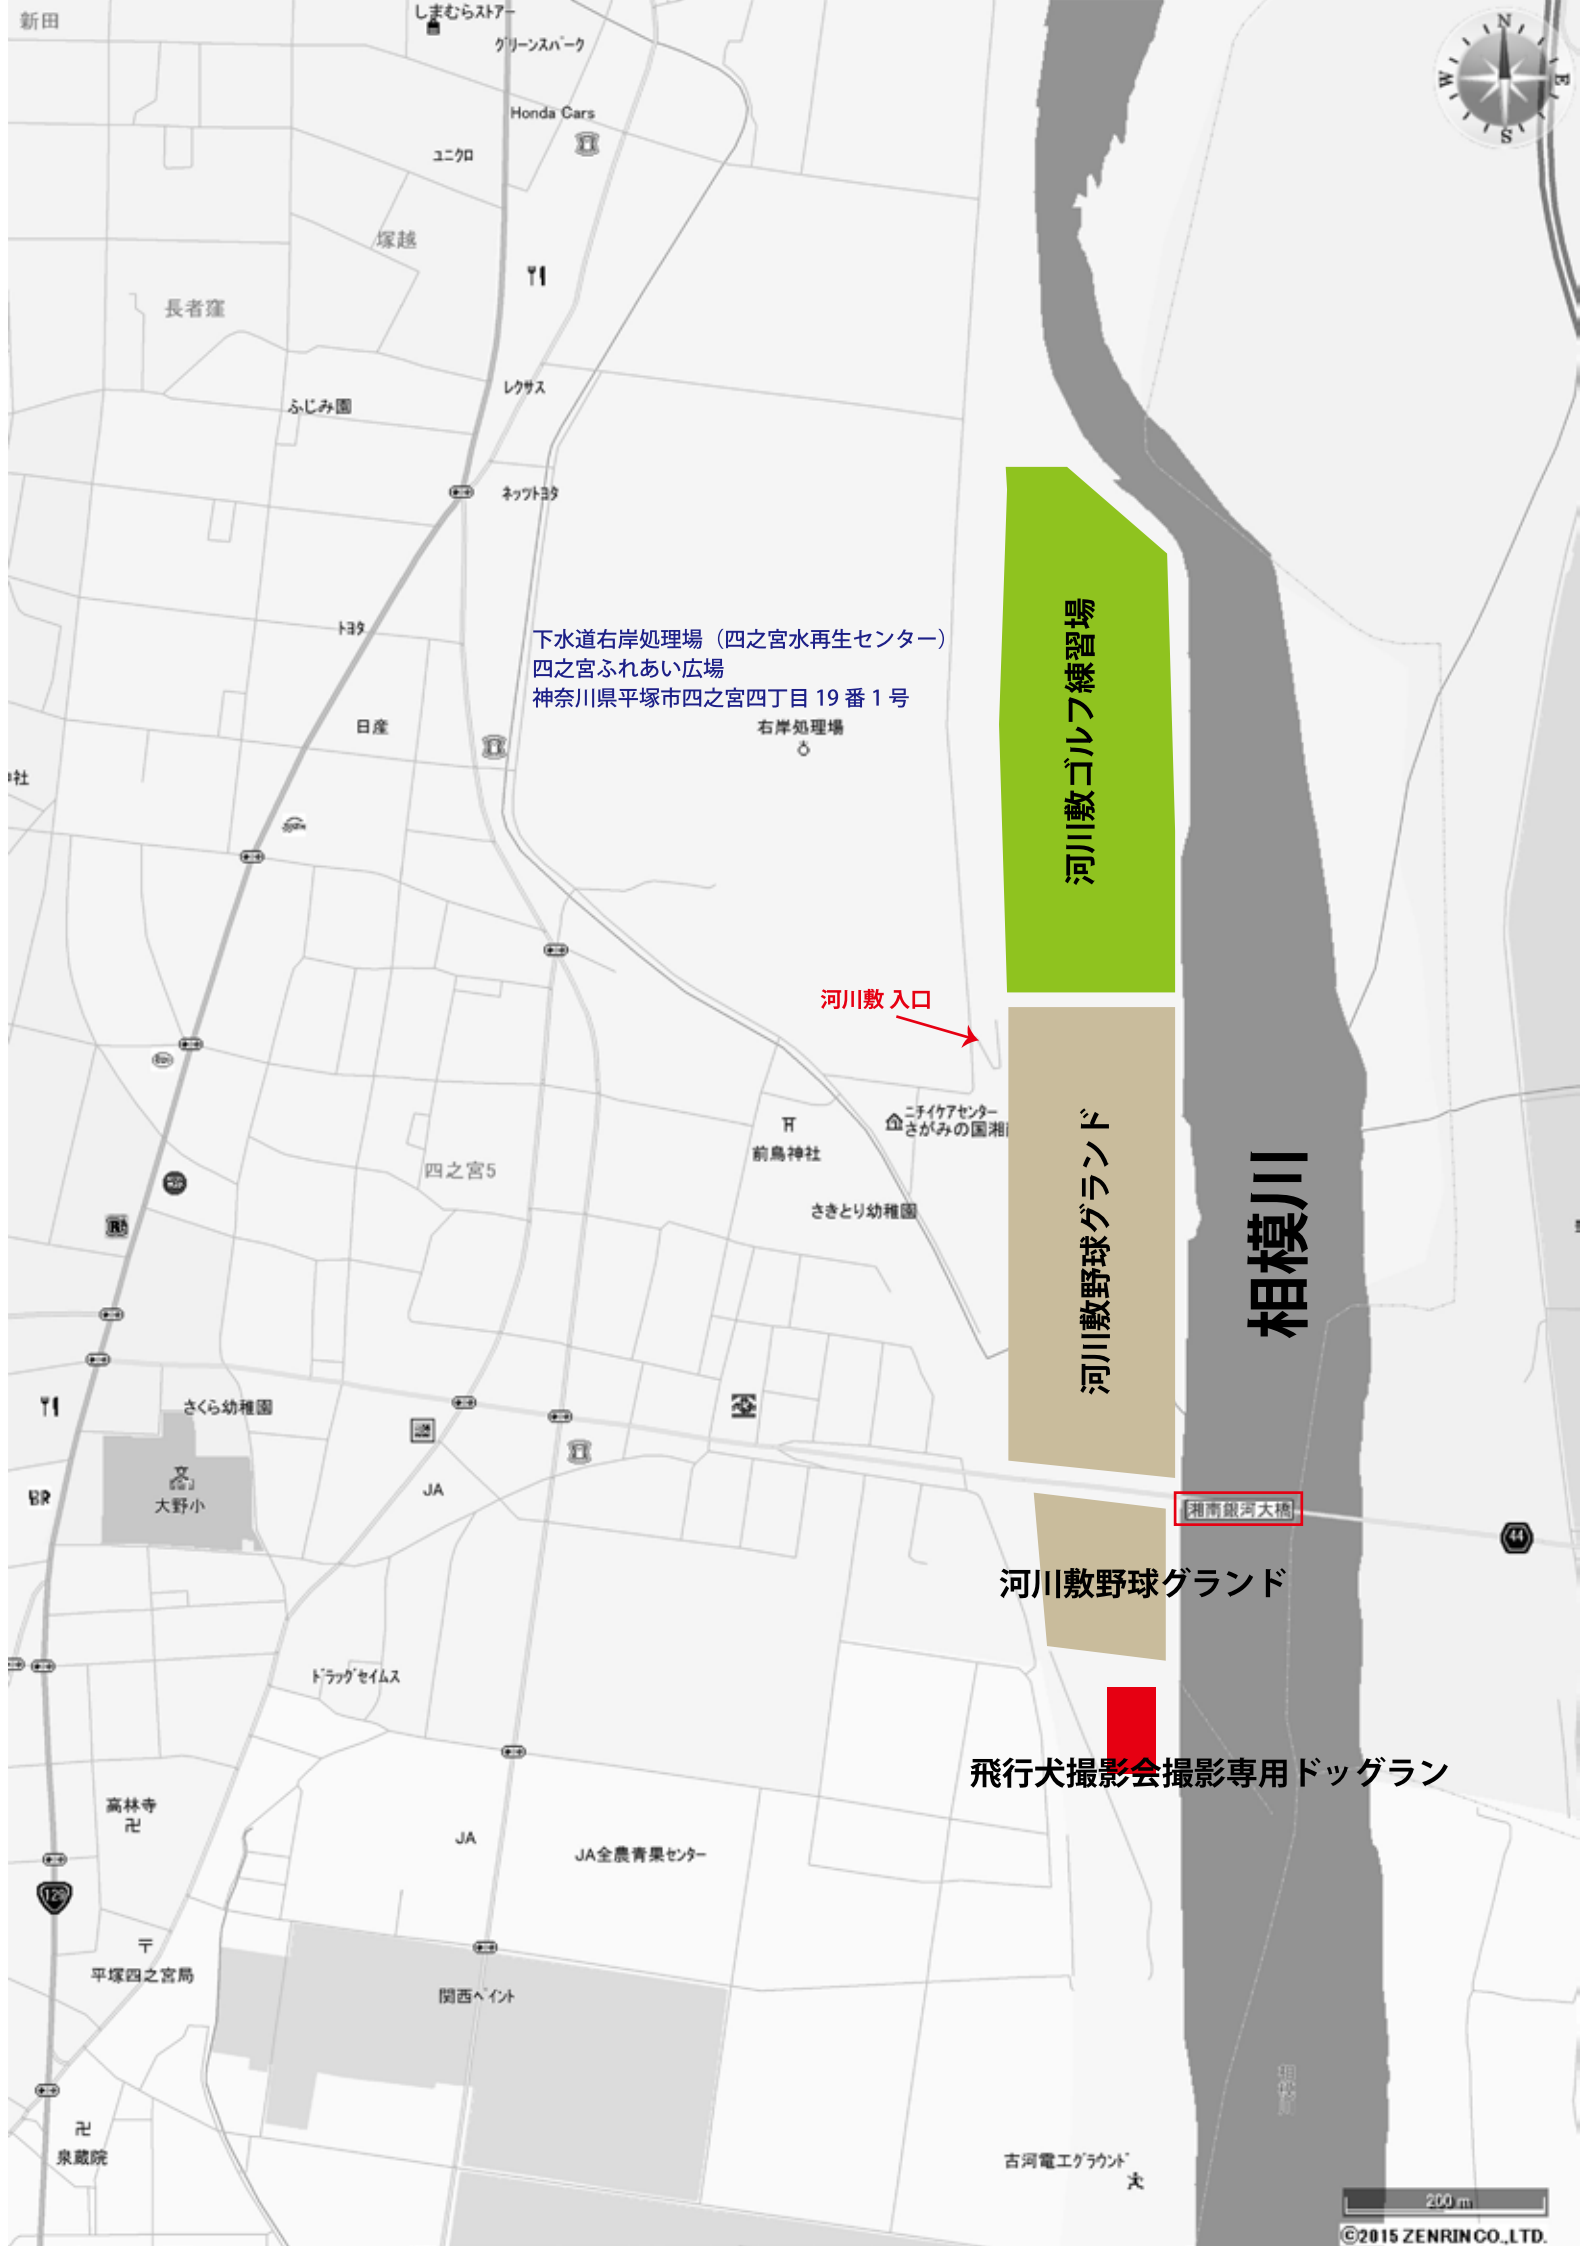 新田
しまむらストアー
グリーンスパーク
N
W
E
S
Honda Cars
ユニクロ
塚越
長者窪
レクサス
ふじみ園
ネッツトヨタ
トヨタ
下水道右岸処理場（四之宮水再生センター）
四之宮ふれあい広場
神奈川県平塚市四之宮四丁目 19 番 1 号
右岸処理場
日産
社
河川敷ゴルフ練習場
河川敷 入口
ニチイケアセンター
さがみの国湘
前鳥神社
さきとり幼稚園
四之宮5
河川敷野球グランド
相模川
さくら幼稚園
大野小
BR
JA
湘南銀河大橋
44
河川敷野球グランド
ドラッグセイムス
飛行犬撮影会撮影専用ドッグラン
高林寺
JA
JA全農青果センター
129
平塚四之宮局
関西ペイント
相模川
泉蔵院
古河電工グラウンド
200 m
©2015 ZENRIN CO.,LTD.